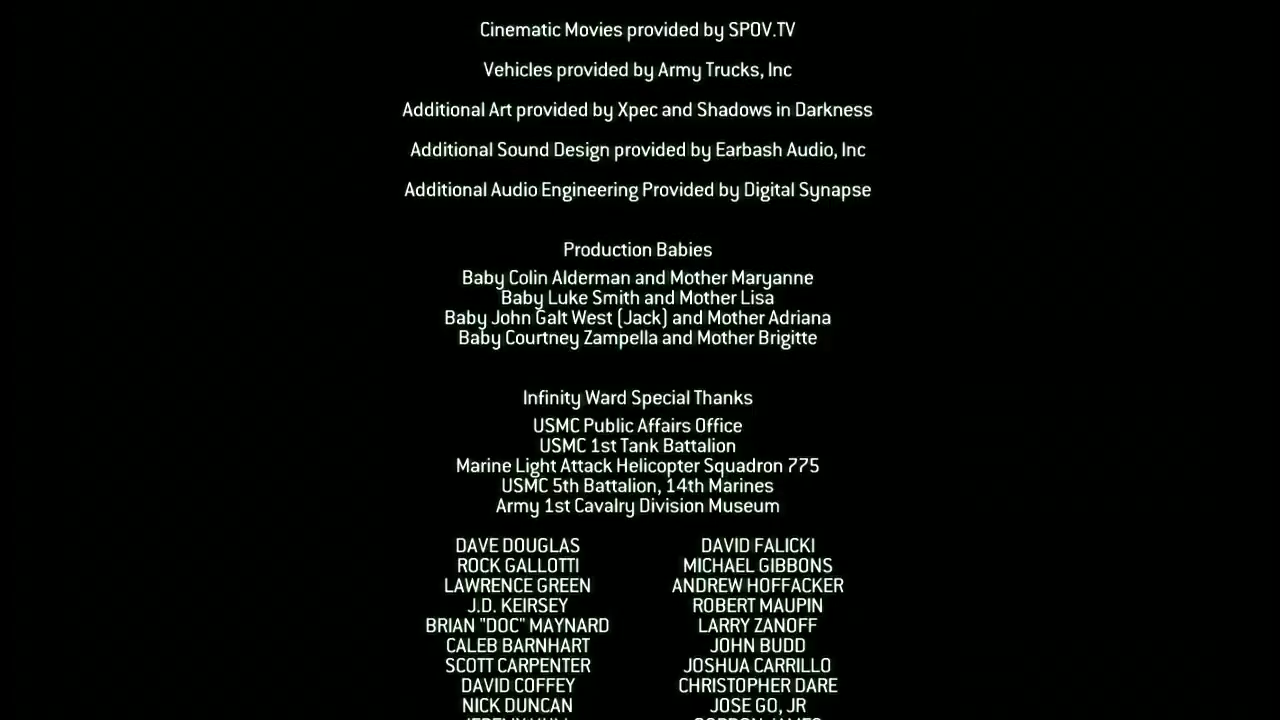 Cinematic Movies provided by SPOV.TV
Vehicles provided by Army Trucks, Inc
Additional Art provided by Xpec and Shadows in Darkness
Additional Sound Design provided by Earbash Audio, Inc
Additional Audio Engineering Provided by Digital Synapse
Production Babies
Baby Colin Alderman and Mother Maryanne
Baby Luke Smith and Mother Lisa
Baby John Galt West (Jack) and Mother Adriana
Baby Courtney Zampella and Mother Brigitte
Infinity Ward Special Thanks
USMC Public Affairs Office
USMC 1st Tank Battalion
Marine Light Attack Helicopter Squadron 775
USMC 5th Battalion, 14th Marines
Army 1st Cavalry Division Museum
DAVE DOUGLAS DAVID FALICKI
ROCK GALLOTTI MICHAEL GIBBONS
LAWRENCE GREEN ANDREW HOFFACKER
J.D. KEIRSEY ROBERT MAUPIN
BRIAN "DOC" MAYNARD LARRY ZANOFF
CALEB BARNHART JOHN BUDD
SCOTT CARPENTER JOSHUA CARRILLO
DAVID COFFEY CHRISTOPHER DARE
NICK DUNCAN JOSE GO, JR